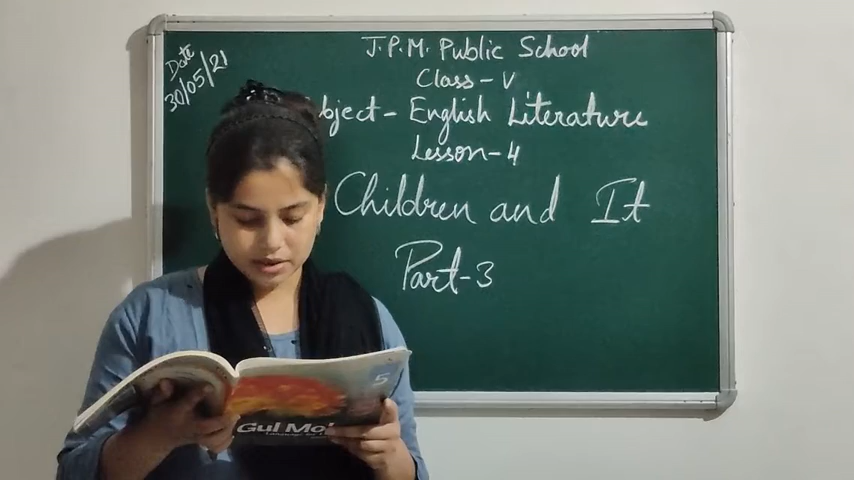 Date
30/05/21
J.P.M. Public School
Class - V
bject - English Literature
Lesson - 4
Children and It
Part - 3
5
Gul Mo